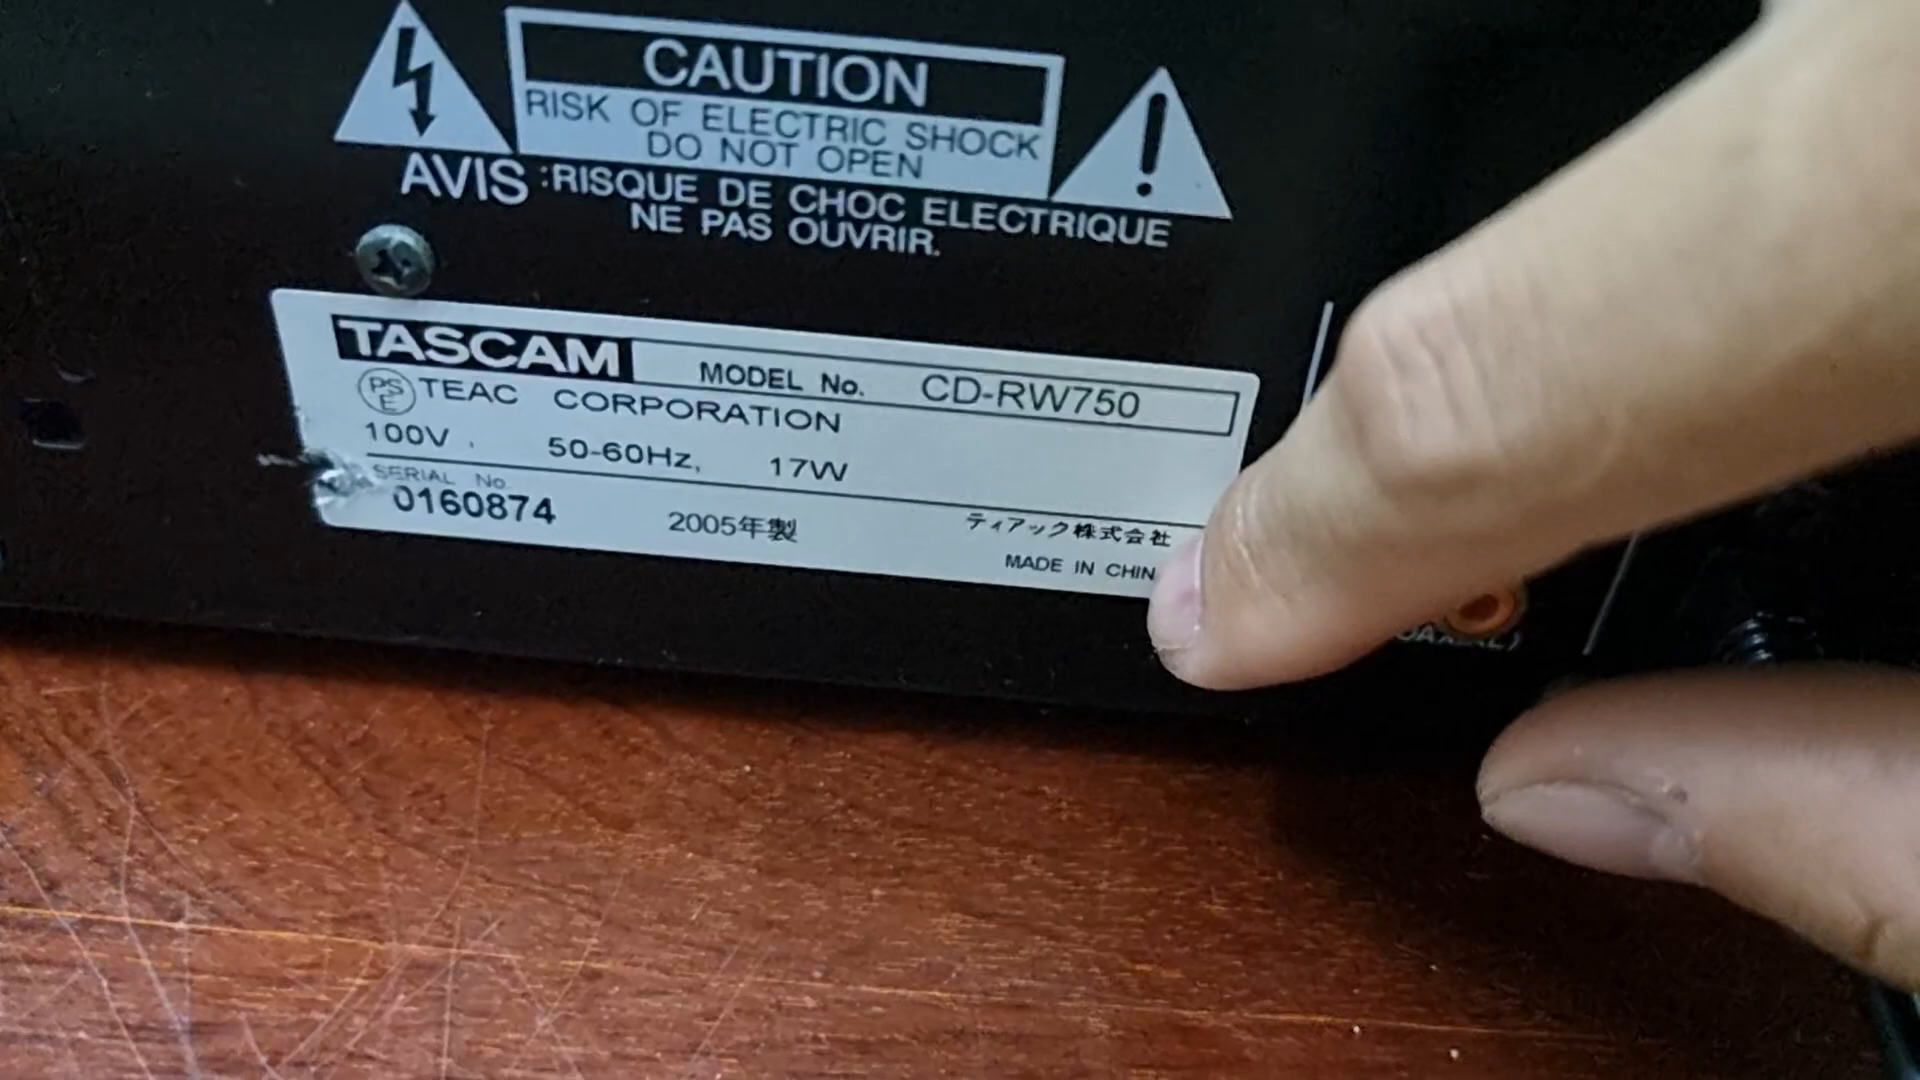 CAUTION
RISK OF ELECTRIC SHOCK
DO NOT OPEN
AVIS :RISQUE DE CHOC ELECTRIQUE
NE PAS OUVRIR.
TASCAM MODEL No. CD-RW750
PSE TEAC CORPORATION
100V , 50-60Hz, 17W
SERIAL No.
0160874 2005年製 ティアック株式会社
MADE IN CHIN